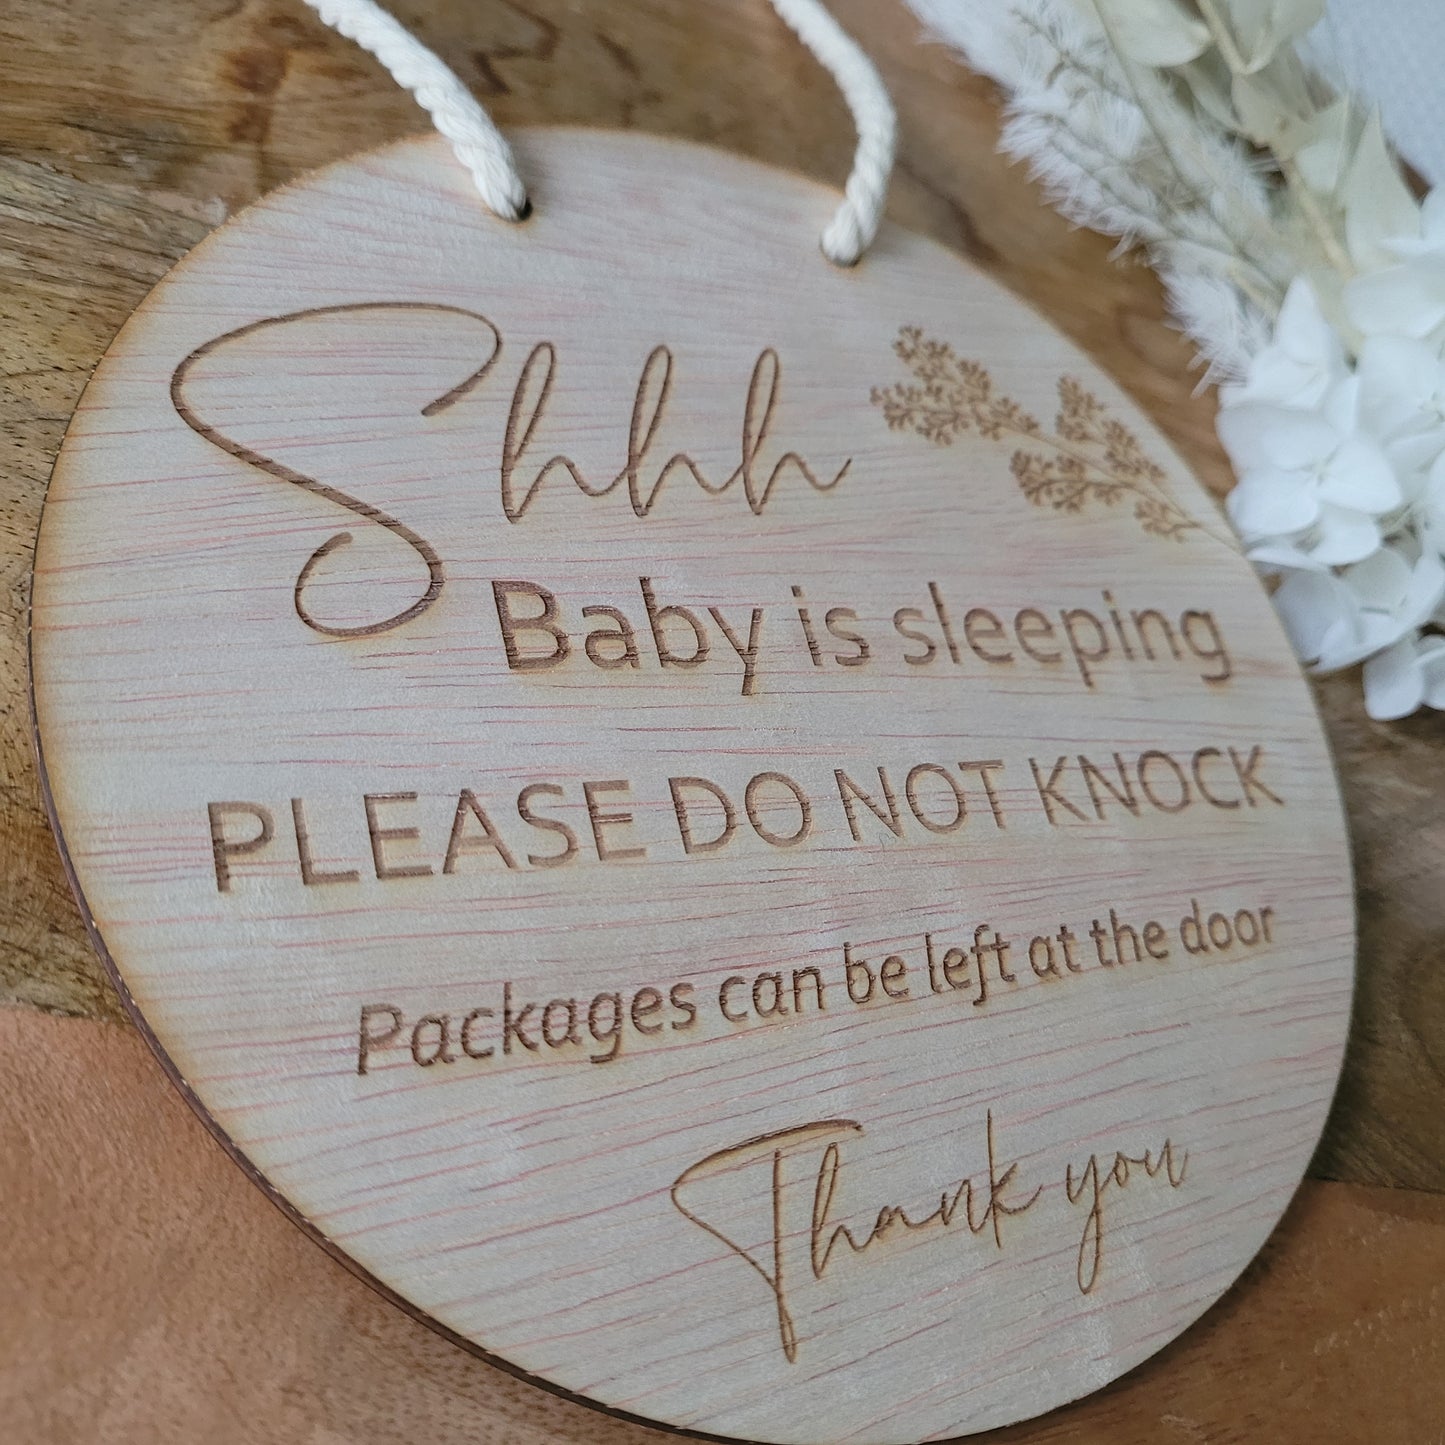 Shhh
Baby is sleeping
PLEASE DO NOT KNOCK
Packages can be left at the door
Thank you